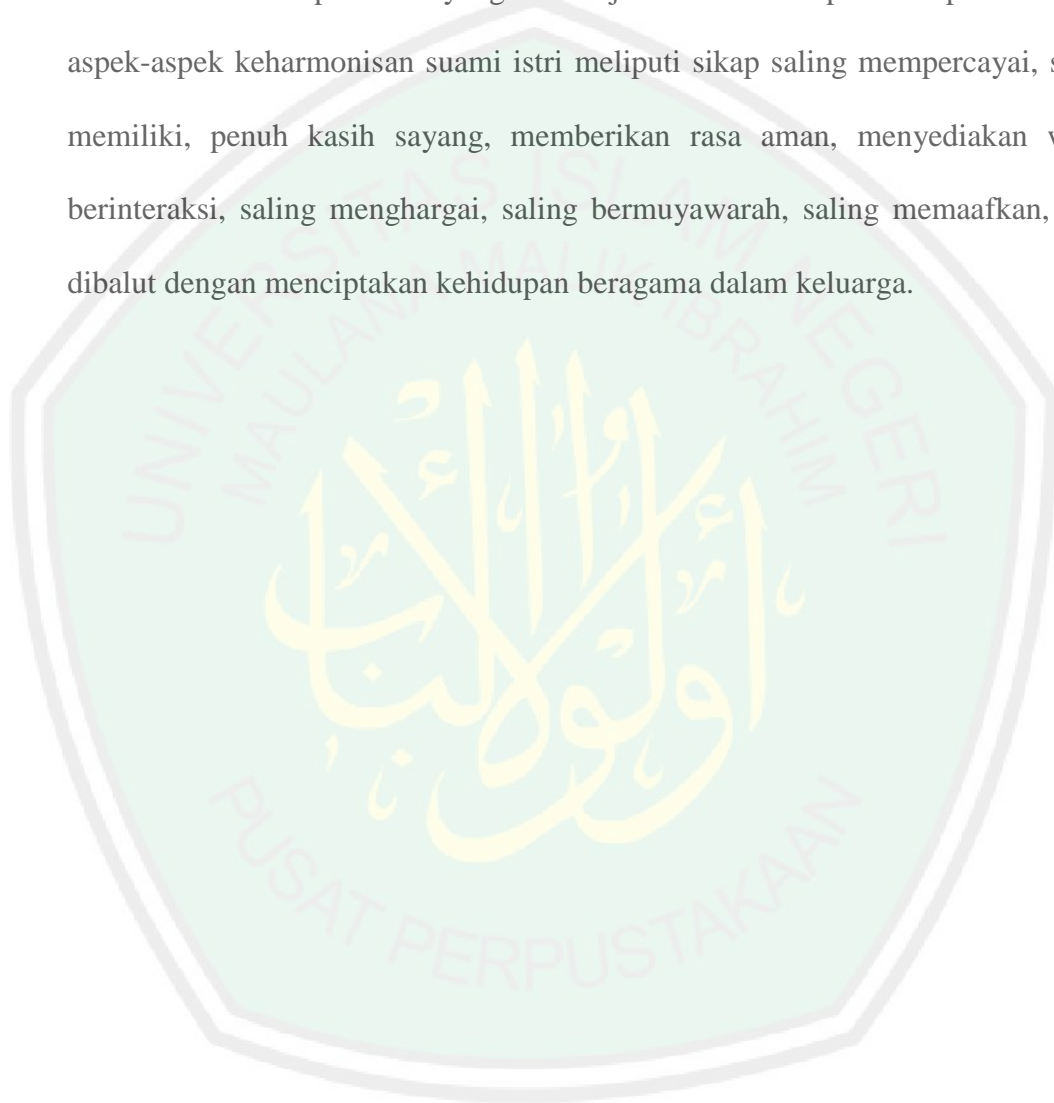 aspek-aspek keharmonisan suami istri meliputi sikap saling mempercayai,
memiliki, penuh kasih sayang, memberikan rasa aman, menyediakan
berinteraksi, saling menghargai, saling bermuyawarah, saling memaafkan,
dibalut dengan menciptakan kehidupan beragama dalam keluarga.
UNIVERSITAS ISLAM NEGERI
MAULANA MALIK IBRAHIM
أولوا الألباب
PUSAT PERPUSTAKAAN